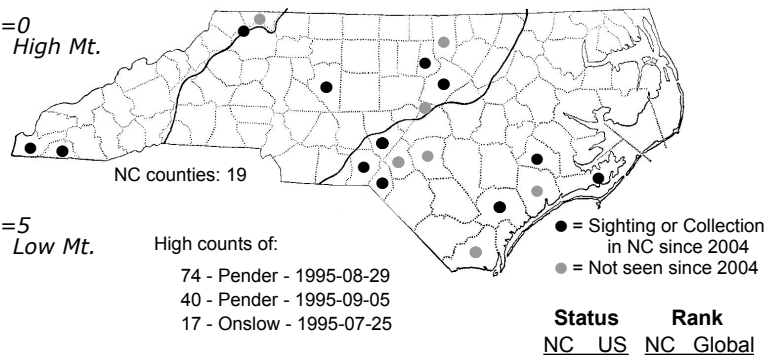 =0
High Mt.
NC counties: 19
=5
Low Mt.
High counts of:
74 - Pender - 1995-08-29
40 - Pender - 1995-09-05
17 - Onslow - 1995-07-25
= Sighting or Collection
in NC since 2004
= Not seen since 2004
Status Rank
NC US NC Global